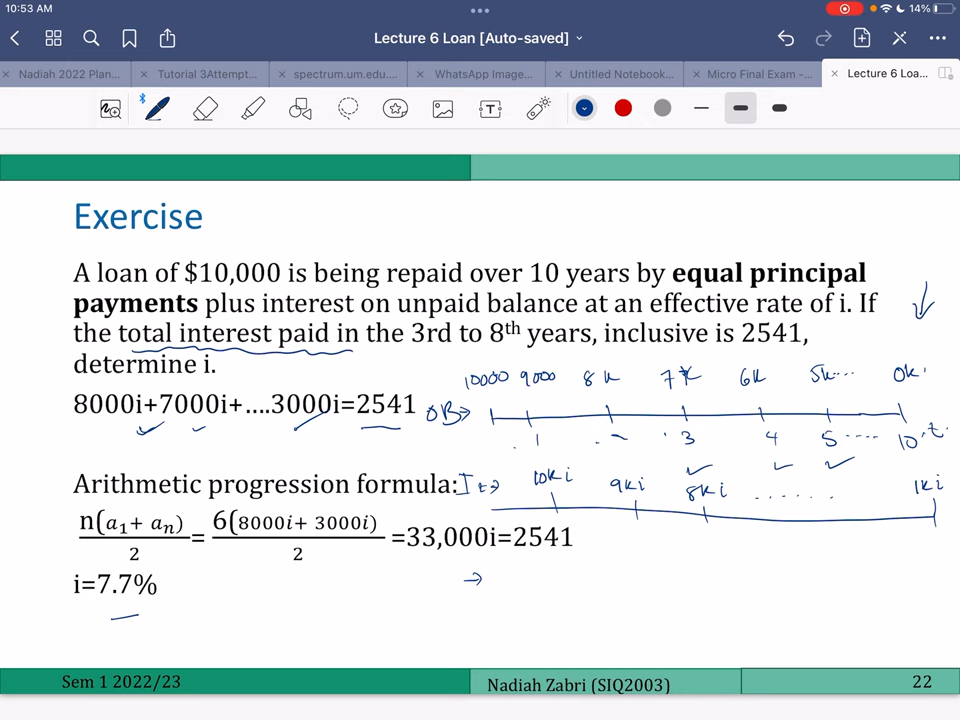 10:53 AM
14%
Lecture 6 Loan [Auto-saved]
Nadiah 2022 Plan...
Tutorial 3Attempt...
spectrum.um.edu....
WhatsApp Image...
Untitled Notebook...
Micro Final Exam -...
Lecture 6 Loa...
Exercise
A loan of $10,000 is being repaid over 10 years by equal principal
payments plus interest on unpaid balance at an effective rate of i. If
the total interest paid in the 3rd to 8th years, inclusive is 2541,
determine i.
10000 9000 8k 7k 6k 5k.... 0k
8000i+7000i+....3000i=2541 OB→
1 2 3 4 5 ..... 10 t
Arithmetic progression formula: It→ 10ki 9ki 8ki ........ 1ki
n(a₁+ aₙ)/2 = 6(8000i+ 3000i)/2 =33,000i=2541
i=7.7% →
Sem 1 2022/23 Nadiah Zabri (SIQ2003) 22